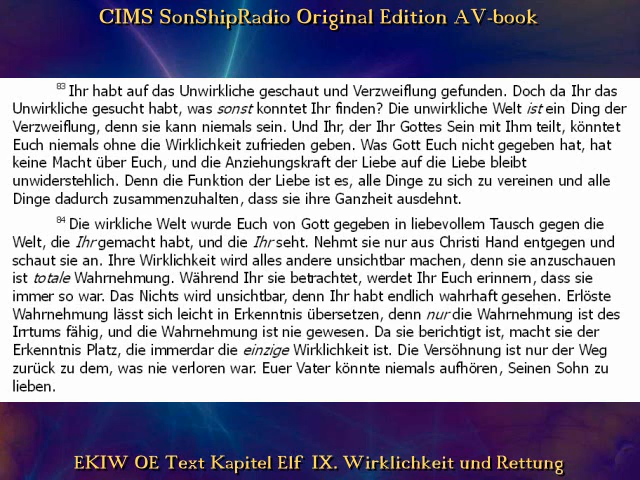 CIMS SonShipRadio Original Edition AV-book
83 Ihr habt auf das Unwirkliche geschaut und Verzweiflung gefunden. Doch da Ihr das
Unwirkliche gesucht habt, was sonst konntet Ihr finden? Die unwirkliche Welt ist ein Ding der
Verzweiflung, denn sie kann niemals sein. Und Ihr, der Ihr Gottes Sein mit Ihm teilt, könntet
Euch niemals ohne die Wirklichkeit zufrieden geben. Was Gott Euch nicht gegeben hat, hat
keine Macht über Euch, und die Anziehungskraft der Liebe auf die Liebe bleibt
unwiderstehlich. Denn die Funktion der Liebe ist es, alle Dinge zu sich zu vereinen und alle
Dinge dadurch zusammenzuhalten, dass sie ihre Ganzheit ausdehnt.
84 Die wirkliche Welt wurde Euch von Gott gegeben in liebevollem Tausch gegen die
Welt, die Ihr gemacht habt, und die Ihr seht. Nehmt sie nur aus Christi Hand entgegen und
schaut sie an. Ihre Wirklichkeit wird alles andere unsichtbar machen, denn sie anzuschauen
ist totale Wahrnehmung. Während Ihr sie betrachtet, werdet Ihr Euch erinnern, dass sie
immer so war. Das Nichts wird unsichtbar, denn Ihr habt endlich wahrhaft gesehen. Erlöste
Wahrnehmung lässt sich leicht in Erkenntnis übersetzen, denn nur die Wahrnehmung ist des
Irrtums fähig, und die Wahrnehmung ist nie gewesen. Da sie berichtigt ist, macht sie der
Erkenntnis Platz, die immerdar die einzige Wirklichkeit ist. Die Versöhnung ist nur der Weg
zurück zu dem, was nie verloren war. Euer Vater könnte niemals aufhören, Seinen Sohn zu
lieben.
EKIW OE Text Kapitel Elf IX. Wirklichkeit und Rettung